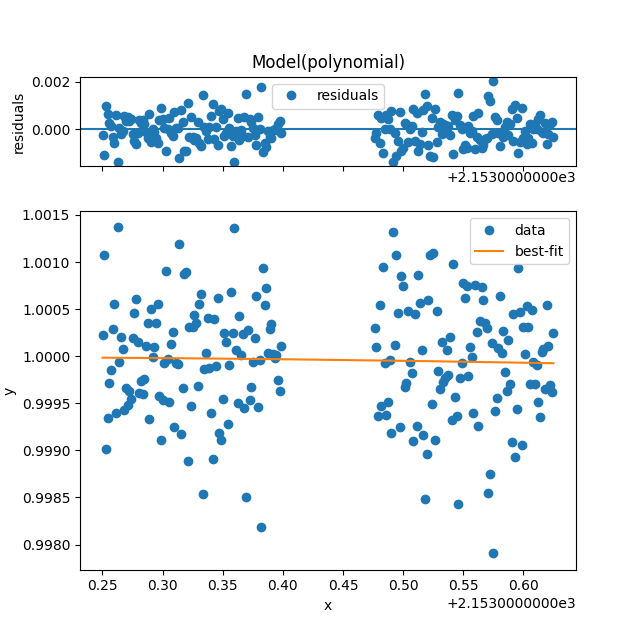 Model(polynomial)
0.002
0.000
residuals
residuals
+2.1530000000e3
1.0015
1.0010
1.0005
1.0000
0.9995
0.9990
0.9985
0.9980
y
data
best-fit
0.25 0.30 0.35 0.40 0.45 0.50 0.55 0.60
x
+2.1530000000e3